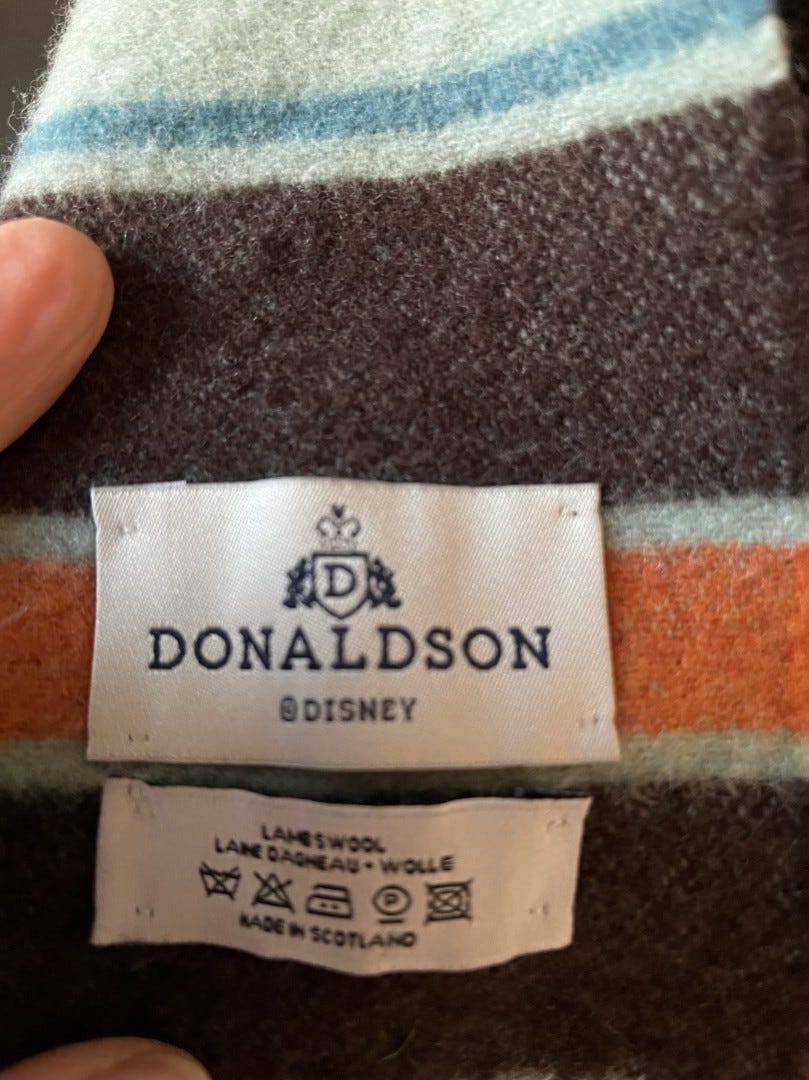 D
DONALDSON
©DISNEY
LAMBSWOOL
LAINE D'AGNEAU • WOLLE
P
MADE IN SCOTLAND